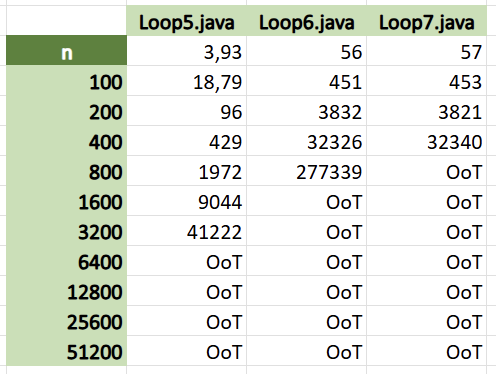 Loop5.java Loop6.java Loop7.java
n 3,93 56 57
100 18,79 451 453
200 96 3832 3821
400 429 32326 32340
800 1972 277339 OoT
1600 9044 OoT OoT
3200 41222 OoT OoT
6400 OoT OoT OoT
12800 OoT OoT OoT
25600 OoT OoT OoT
51200 OoT OoT OoT